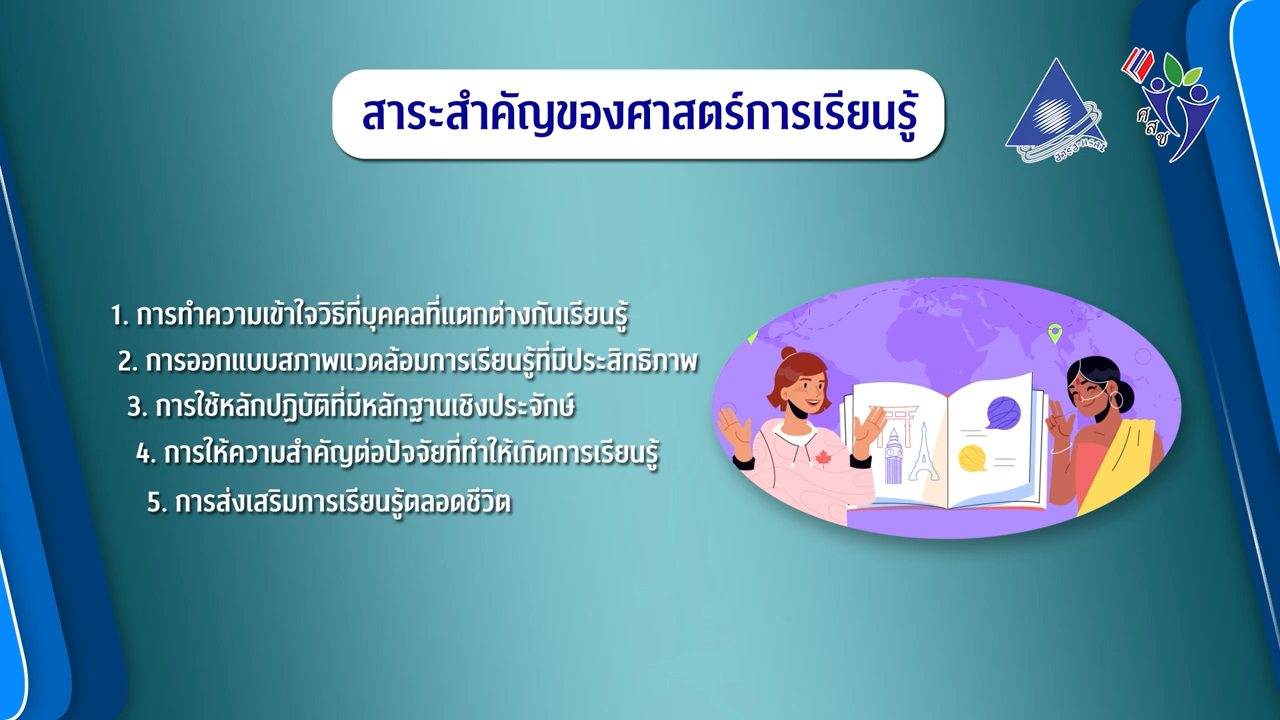 สาระสำคัญของศาสตร์การเรียนรู้
คสช
1. การทำความเข้าใจวิธีที่บุคคลที่แตกต่างกันเรียนรู้
2. การออกแบบสภาพแวดล้อมการเรียนรู้ที่มีประสิทธิภาพ
3. การใช้หลักปฏิบัติที่มีหลักฐานเชิงประจักษ์
4. การให้ความสำคัญต่อปัจจัยที่ทำให้เกิดการเรียนรู้
5. การส่งเสริมการเรียนรู้ตลอดชีวิต